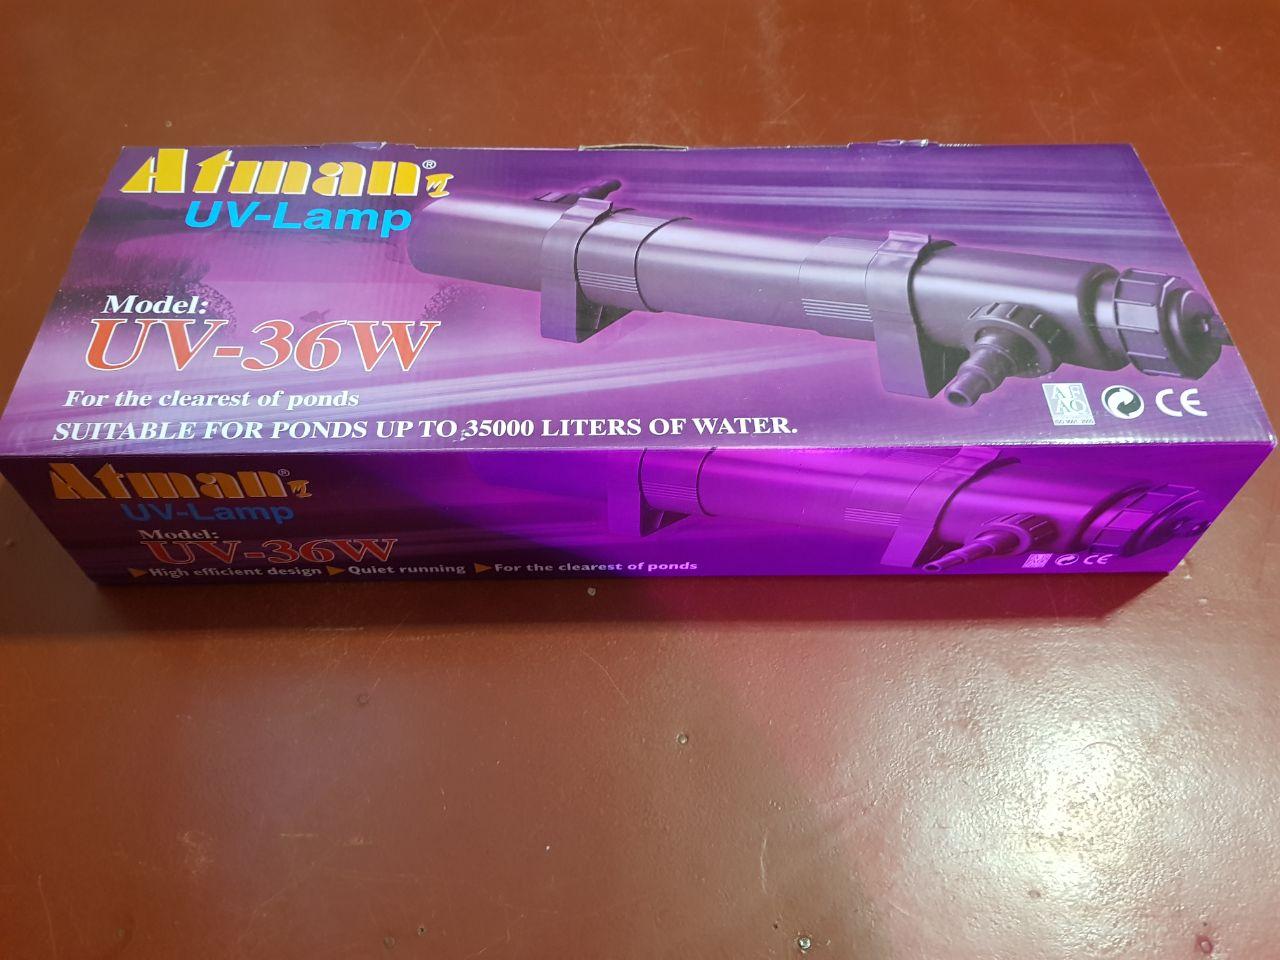 Atman®
UV-Lamp
Model:
UV-36W
For the clearest of ponds
SUITABLE FOR PONDS UP TO 35000 LITERS OF WATER.
CE
Atman®
UV-Lamp
Model:
UV-36W
High efficient design Quiet running For the clearest of ponds
CE